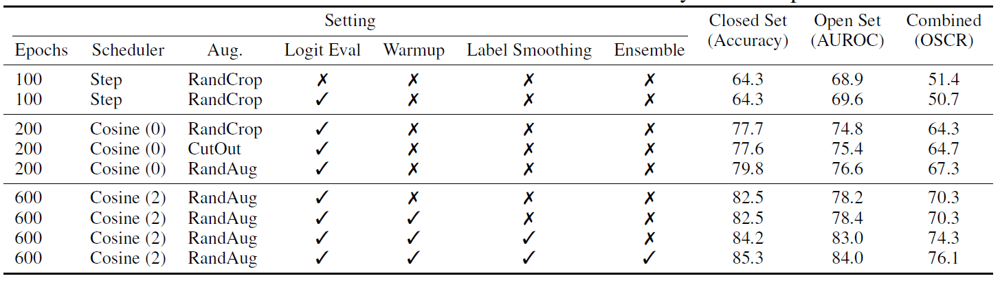 Setting Closed Set Open Set Combined
(Accuracy) (AUROC) (OSCR)
Epochs Scheduler Aug. Logit Eval Warmup Label Smoothing Ensemble
100 Step RandCrop ✗ ✗ ✗ ✗ 64.3 68.9 51.4
100 Step RandCrop ✓ ✗ ✗ ✗ 64.3 69.6 50.7
200 Cosine (0) RandCrop ✓ ✗ ✗ ✗ 77.7 74.8 64.3
200 Cosine (0) CutOut ✓ ✗ ✗ ✗ 77.6 75.4 64.7
200 Cosine (0) RandAug ✓ ✗ ✗ ✗ 79.8 76.6 67.3
600 Cosine (2) RandAug ✓ ✗ ✗ ✗ 82.5 78.2 70.3
600 Cosine (2) RandAug ✓ ✓ ✗ ✗ 82.5 78.4 70.3
600 Cosine (2) RandAug ✓ ✓ ✓ ✗ 84.2 83.0 74.3
600 Cosine (2) RandAug ✓ ✓ ✓ ✓ 85.3 84.0 76.1